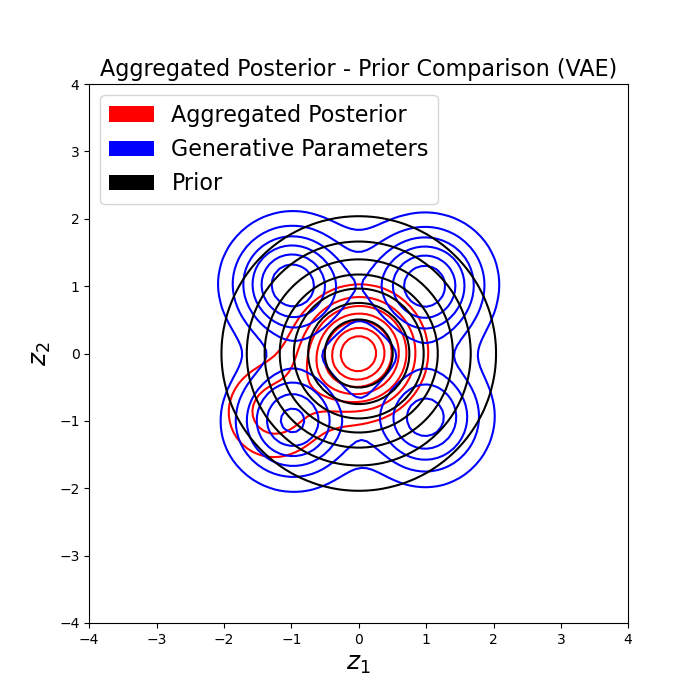 Aggregated Posterior - Prior Comparison (VAE)
Aggregated Posterior
Generative Parameters
Prior
4
3
2
1
0
−1
−2
−3
−4
z2
−4 −3 −2 −1 0 1 2 3 4
z1